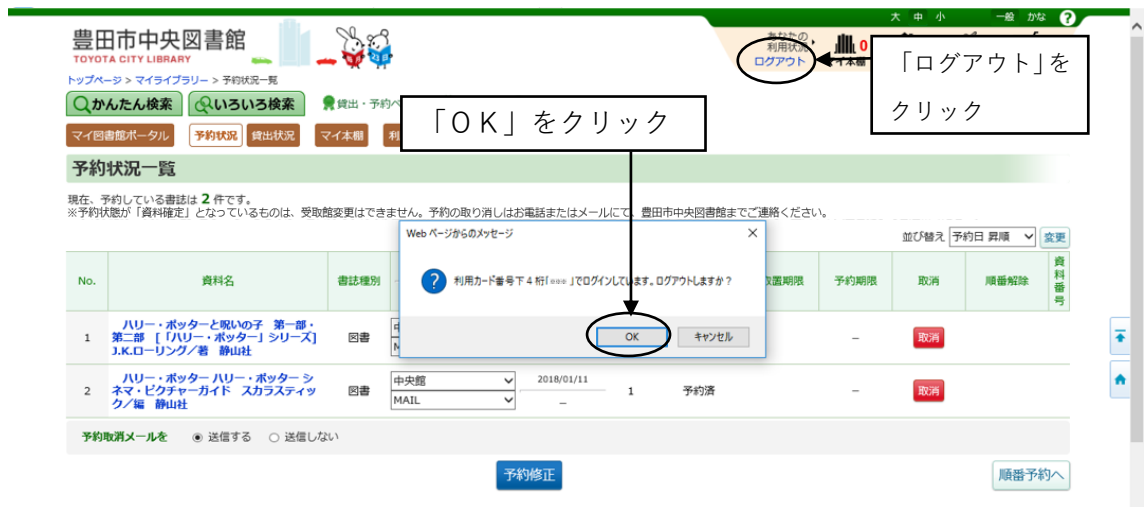 大 中 小 一般 かな ?
豊田市中央図書館
TOYOTA CITY LIBRARY
あなたの
利用状況
ログアウト
0
「ログアウト」を
クリック
トップページ > マイライブラリー > 予約状況一覧
かんたん検索 いろいろ検索 貸出・予約
「OK」をクリック
マイ図書館ポータル 予約状況 貸出状況 マイ本棚 利
予約状況一覧
現在、予約している書誌は 2 件です。
※予約状態が「資料確定」となっているものは、受取館変更はできません。予約の取り消しはお電話またはメールにて、豊田市中央図書館までご連絡ください。
並び替え 予約日 昇順 変更
Web ページからのメッセージ ×
利用カード番号下4桁「*** 」でログインしています。ログアウトしますか?
OK キャンセル
No. 資料名 書誌種別 取置期限 予約期限 取消 順番解除 資料番号
1 ハリー・ポッターと呪いの子 第一部・
第二部 [「ハリー・ポッター」シリーズ] 図書 − 取消
J.K.ローリング/著 静山社
2 ハリー・ポッター ハリー・ポッター シ
ネマ・ピクチャーガイド スカラスティッ
ク/編 静山社
図書 中央館 2018/01/11 1 予約済 − 取消
MAIL −
予約取消メールを 送信する 送信しない
予約修正 順番予約へ